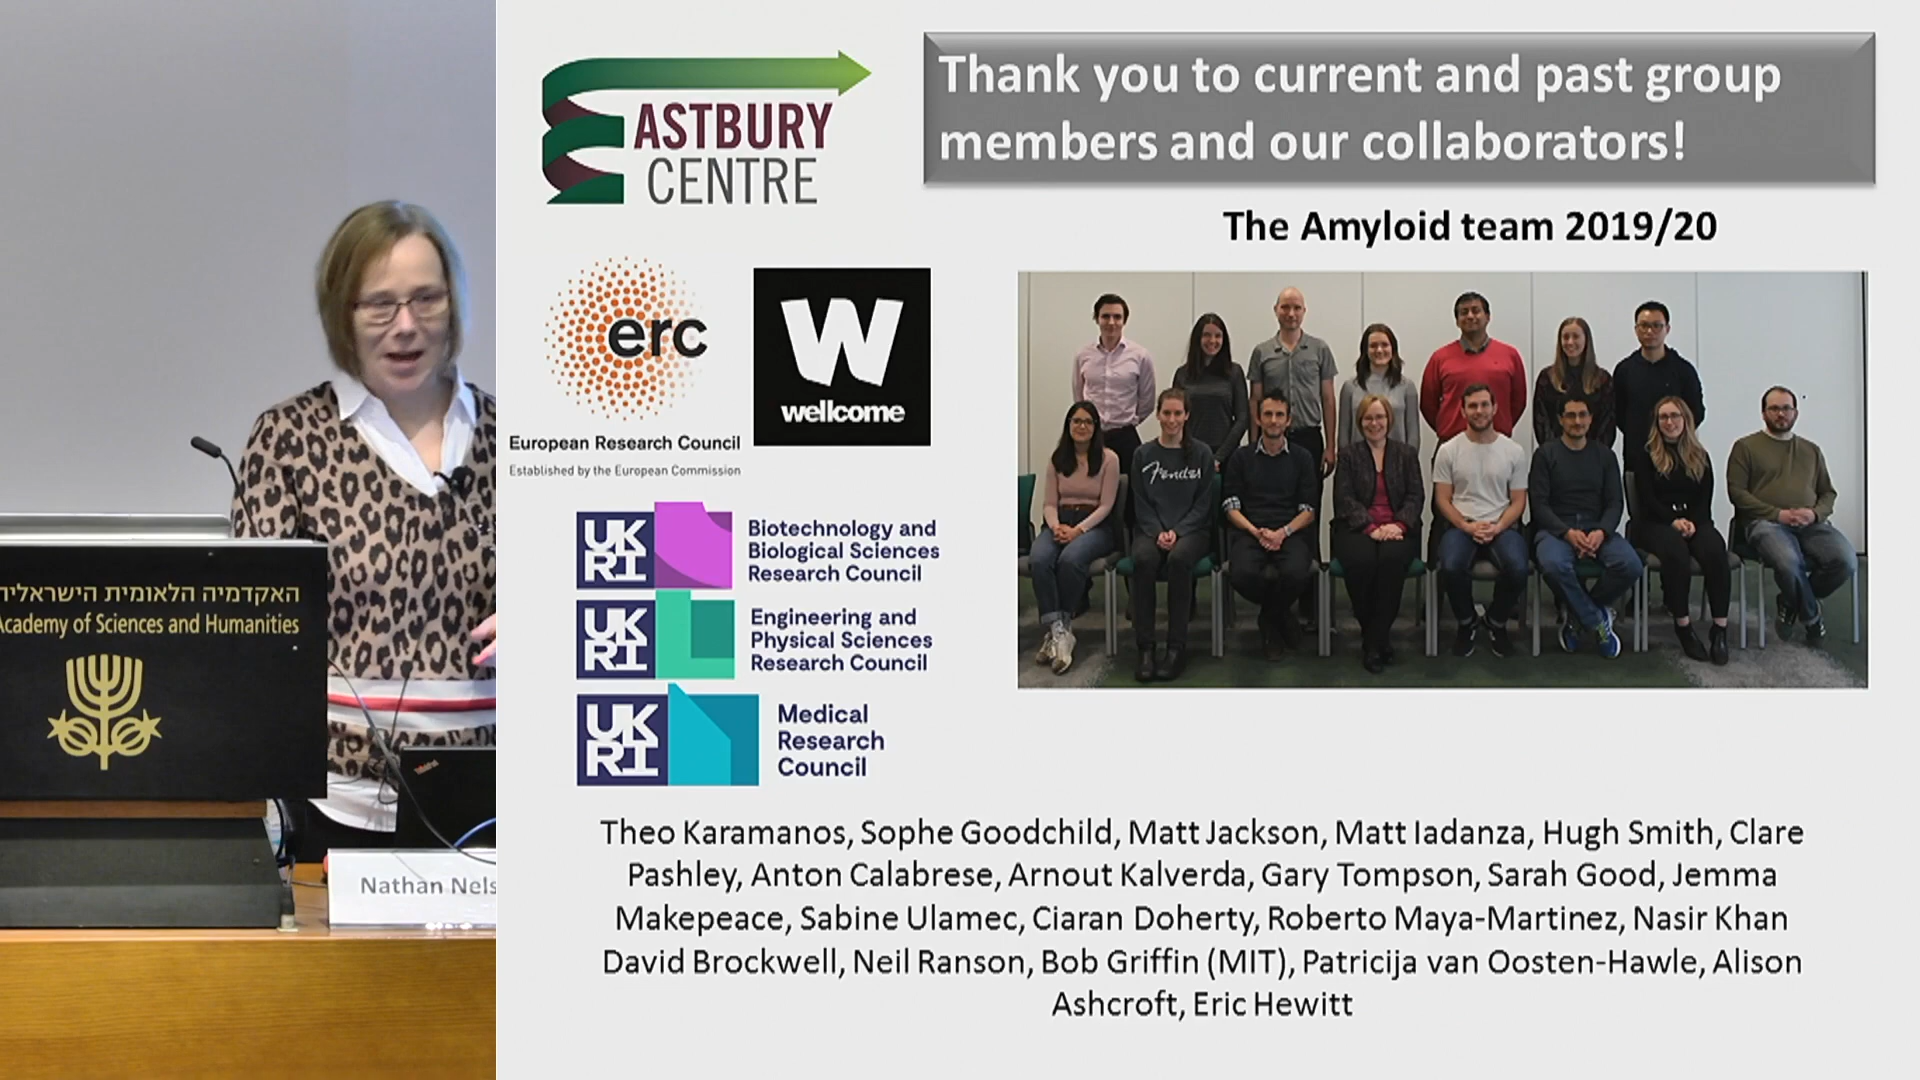 ASTBURY
CENTRE
Thank you to current and past group
members and our collaborators!
The Amyloid team 2019/20
erc
European Research Council
Established by the European Commission
W
wellcome
UK
RI
Biotechnology and
Biological Sciences
Research Council
UK
RI
Engineering and
Physical Sciences
Research Council
UK
RI
Medical
Research
Council
Fender
Theo Karamanos, Sophe Goodchild, Matt Jackson, Matt Iadanza, Hugh Smith, Clare
Pashley, Anton Calabrese, Arnout Kalverda, Gary Tompson, Sarah Good, Jemma
Makepeace, Sabine Ulamec, Ciaran Doherty, Roberto Maya-Martinez, Nasir Khan
David Brockwell, Neil Ranson, Bob Griffin (MIT), Patricija van Oosten-Hawle, Alison
Ashcroft, Eric Hewitt
האקדמיה הלאומית הישראלית
Academy of Sciences and Humanities
Nathan Nels